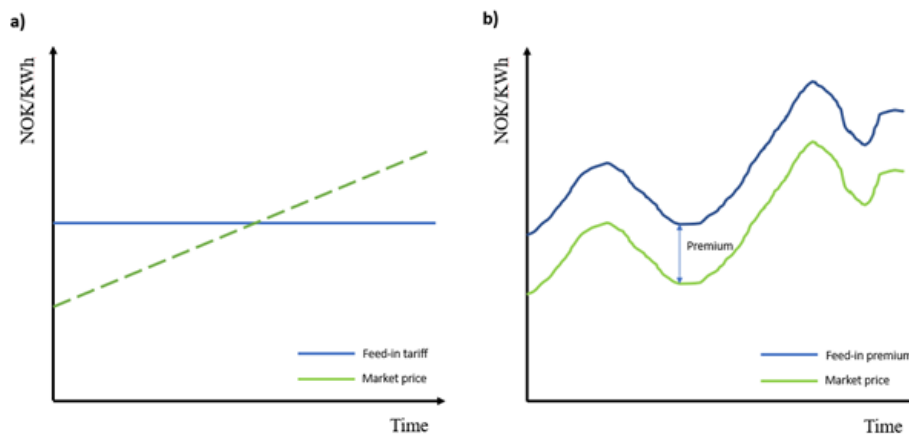 a)
NOK/KWh
Feed-in tariff
Market price
Time
b)
NOK/KWh
Premium
Feed-in premium
Market price
Time